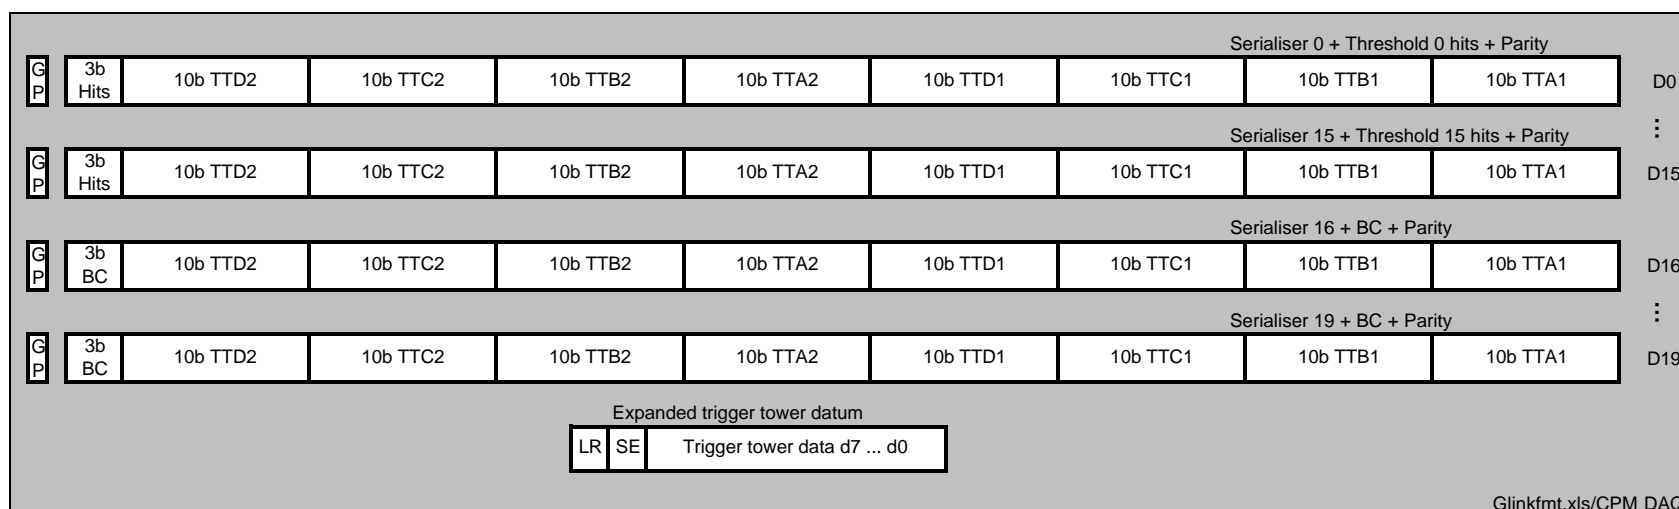 Serialiser 0 + Threshold 0 hits + Parity
G P 3b Hits 10b TTD2 10b TTC2 10b TTB2 10b TTA2 10b TTD1 10b TTC1 10b TTB1 10b TTA1 D0
...
Serialiser 15 + Threshold 15 hits + Parity
G P 3b Hits 10b TTD2 10b TTC2 10b TTB2 10b TTA2 10b TTD1 10b TTC1 10b TTB1 10b TTA1 D15
Serialiser 16 + BC + Parity
G P 3b BC 10b TTD2 10b TTC2 10b TTB2 10b TTA2 10b TTD1 10b TTC1 10b TTB1 10b TTA1 D16
...
Serialiser 19 + BC + Parity
G P 3b BC 10b TTD2 10b TTC2 10b TTB2 10b TTA2 10b TTD1 10b TTC1 10b TTB1 10b TTA1 D19
Expanded trigger tower datum
LR SE Trigger tower data d7 ... d0
Glinkfmt.xls/CPM DAQ